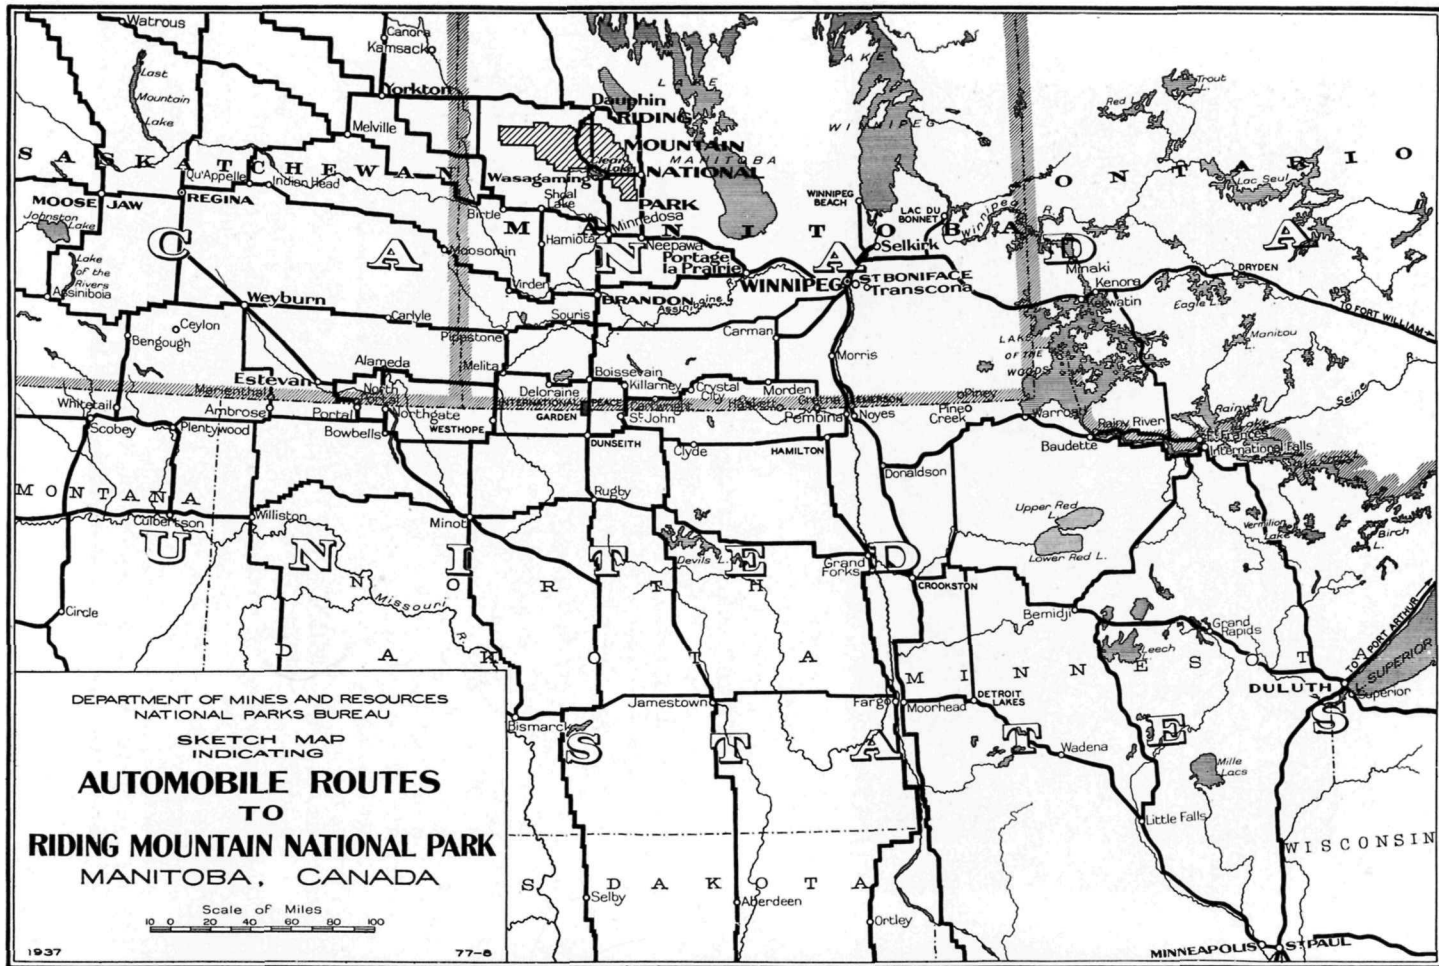 Watrous
Canora
Kamsack
Yorkton
Last
Mountain
Lake
Melville
Dauphin
RIDING
MOUNTAIN
NATIONAL
PARK
LAKE
MANITOBA
LAKE
WINNIPEG
Red L.
Trout
L.
SASKATCHEWAN
Qu'Appelle
Indian Head
Wasagaming
Clear
ONTARIO
Lac Seul
MOOSE JAW
REGINA
Johnston
Lake
Birtle
Shoal
Lake
Minnedosa
MANITOBA
WINNIPEG
BEACH
LAC DU
BONNET
Winnipeg R.
CANADA
Moosomin
Hamiota
Neepawa
Portage
la Prairie
Selkirk
Lake
of the
Rivers
Assiniboia
Virden
BRANDON
Assiniboine R.
WINNIPEG
ST BONIFACE
Transcona
Minaki
Kenora
Keewatin
DRYDEN
Eagle L.
TO FORT WILLIAM
Weyburn
Carlyle
Souris
Pipestone
Carman
Ceylon
Bengough
Morris
LAKE
OF THE
WOODS
Manitou
L.
Alameda
Melita
Boissevain
Estevan
Deloraine
Killarney
Crystal
City
Morden
Marienthal
North
Portal
INTERNATIONAL PEACE
GARDEN
Gretna
EMERSON
Piney
Seine R.
Whitetail
Ambrose
Portal
Northgate
WESTHOPE
St. John
Pembina
Noyes
Pine
Creek
Warroad
Rainy River
Rainy
Lake
Scobey
Plentywood
Bowbells
DUNSEITH
Clyde
HAMILTON
Baudette
Ft. Frances
International Falls
Donaldson
MONTANA
Culbertson
Williston
Minot
Rugby
Upper Red
L.
Lower Red L.
Vermilion
Lake
Birch
L.
UNITED
Devils L.
Grand
Forks
CROOKSTON
NORTH
Circle
Missouri
R.
Bemidji
Grand
Rapids
Leech
TO PORT ARTHUR
DAKOTA
MINNESOTA
L. SUPERIOR
DULUTH
Superior
Bismarck
Jamestown
Fargo
Moorhead
DETROIT
LAKES
STATES
Wadena
Mille
Lacs
Little Falls
WISCONSIN
S DAKOTA
Selby
Aberdeen
Ortley
MINNEAPOLIS
ST PAUL
DEPARTMENT OF MINES AND RESOURCES
NATIONAL PARKS BUREAU
SKETCH MAP
INDICATING
AUTOMOBILE ROUTES
TO
RIDING MOUNTAIN NATIONAL PARK
MANITOBA, CANADA
Scale of Miles
10 0 20 40 60 80 100
1937
77-8